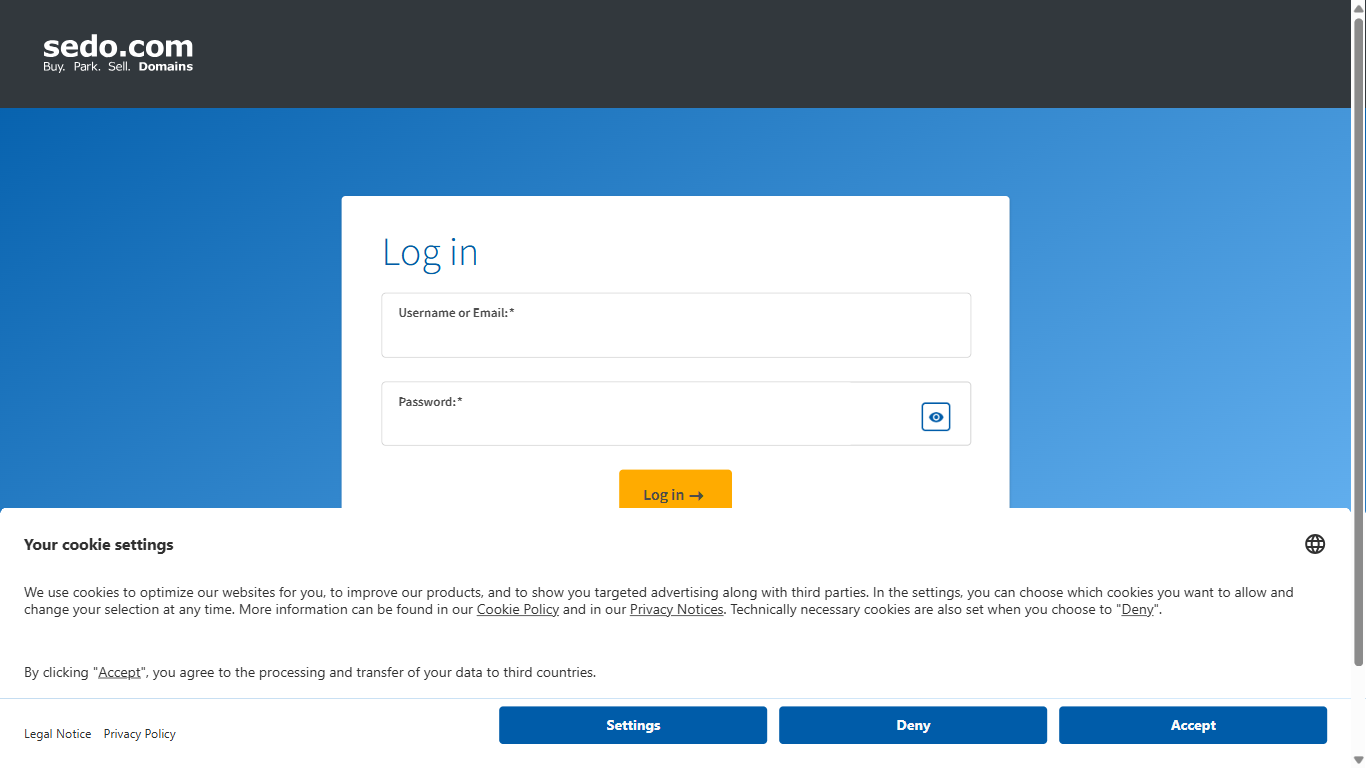 sedo.com
Buy. Park. Sell. Domains
Log in
Username or Email:*
Password:*
Log in →
Your cookie settings
We use cookies to optimize our websites for you, to improve our products, and to show you targeted advertising along with third parties. In the settings, you can choose which cookies you want to allow and
change your selection at any time. More information can be found in our Cookie Policy and in our Privacy Notices. Technically necessary cookies are also set when you choose to "Deny".
By clicking "Accept", you agree to the processing and transfer of your data to third countries.
Legal Notice Privacy Policy
Settings
Deny
Accept